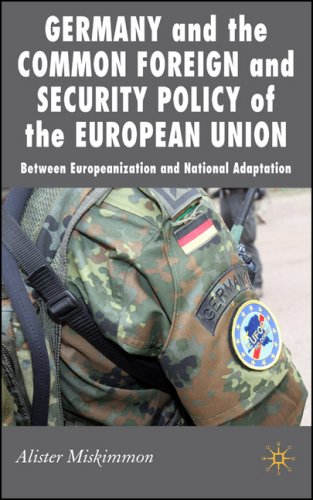 GERMANY and the
COMMON FOREIGN and
SECURITY POLICY of
the EUROPEAN UNION
Between Europeanization and National Adaptation
GERMANY
EUFOR
Alister Miskimmon